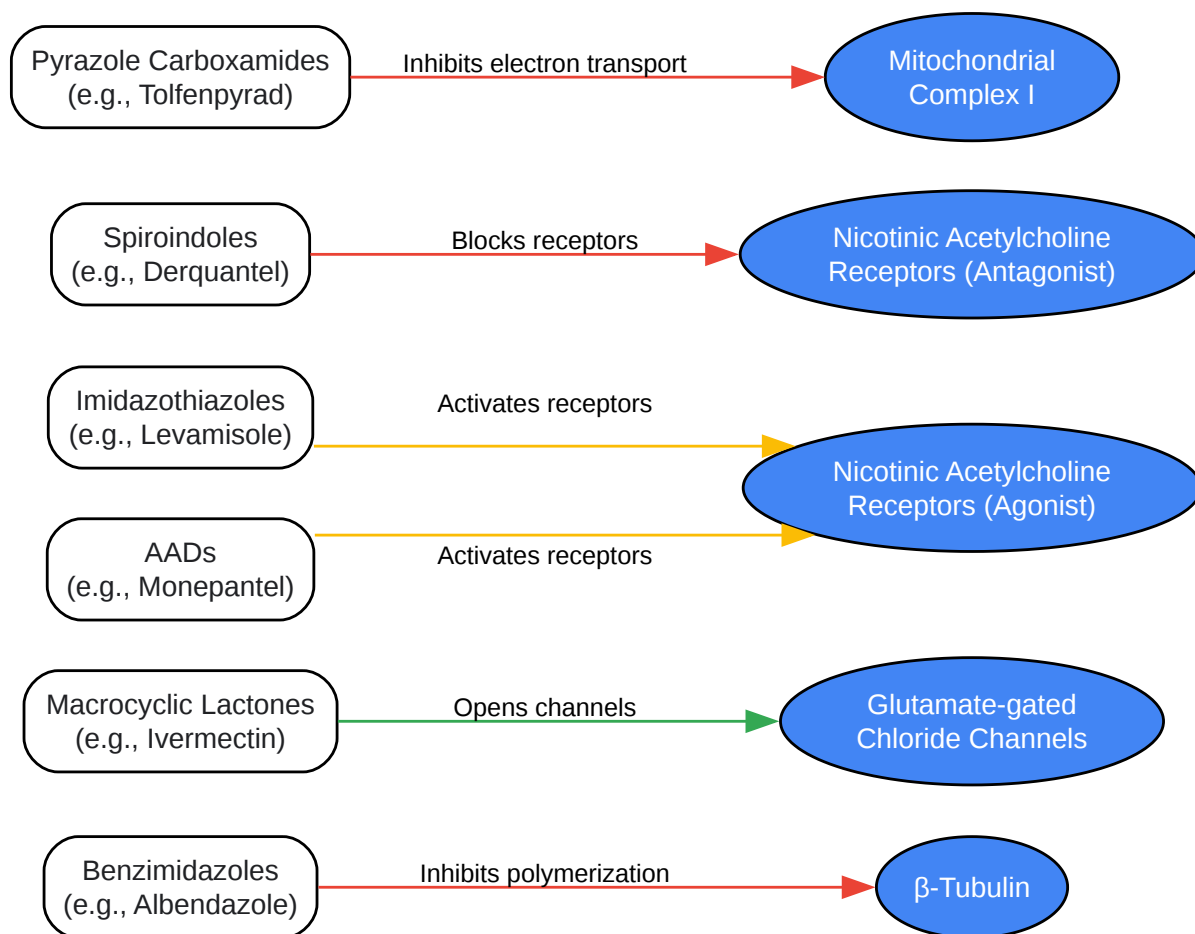 Pyrazole Carboxamides
(e.g., Tolfenpyrad)
Inhibits electron transport
Mitochondrial
Complex I
Spiroindoles
(e.g., Derquantel)
Blocks receptors
Nicotinic Acetylcholine
Receptors (Antagonist)
Imidazothiazoles
(e.g., Levamisole)
Activates receptors
Nicotinic Acetylcholine
Receptors (Agonist)
AADs
(e.g., Monepantel)
Activates receptors
Macrocyclic Lactones
(e.g., Ivermectin)
Opens channels
Glutamate-gated
Chloride Channels
Benzimidazoles
(e.g., Albendazole)
Inhibits polymerization
β-Tubulin